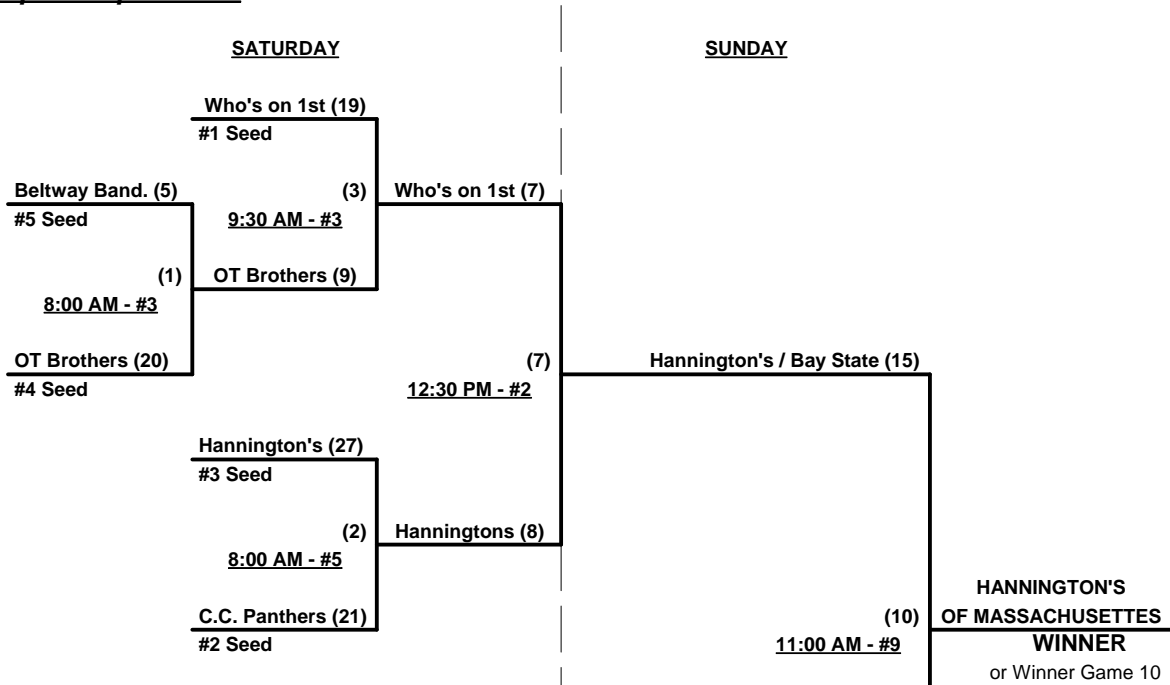 SATURDAY
SUNDAY
Who's on 1st (19)
#1 Seed
Beltway Band. (5)
(3)
Who's on 1st (7)
#5 Seed
9:30 AM - #3
(1)
OT Brothers (9)
8:00 AM - #3
OT Brothers (20)
(7)
Hannington's / Bay State (15)
#4 Seed
12:30 PM - #2
Hannington's (27)
#3 Seed
(2)
Hanningtons (8)
8:00 AM - #5
HANNINGTON'S
C.C. Panthers (21)
(10)
OF MASSACHUSETTES
#2 Seed
11:00 AM - #9
WINNER
or Winner Game 10